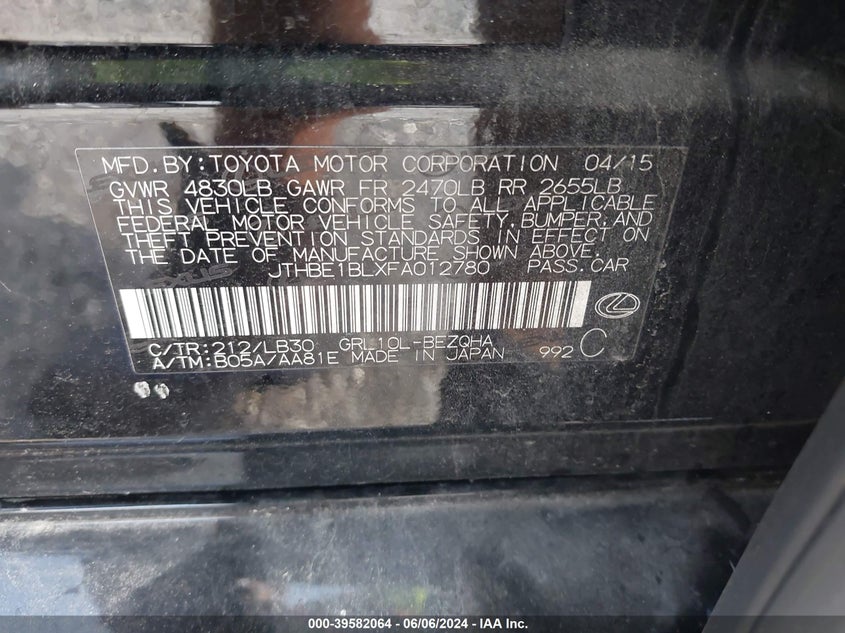 MFD.BY:TOYOTA MOTOR CORPORATION 04/15
GVWR 4830LB GAWR FR 2470LB RR 2655LB
THIS VEHICLE CONFORMS TO ALL APPLICABLE
FEDERAL MOTOR VEHICLE SAFETY,BUMPER,AND
THEFT PREVENTION STANDARDS IN EFFECT ON
THE DATE OF MANUFACTURE SHOWN ABOVE.
JTHBE1BLXFA012780 PASS.CAR
C/TR:212/LB30 GRL10L-BEZQHA
A/TM:B05A/AA81E MADE IN JAPAN 992 C
000-39582064 - 06/06/2024 - IAA Inc.